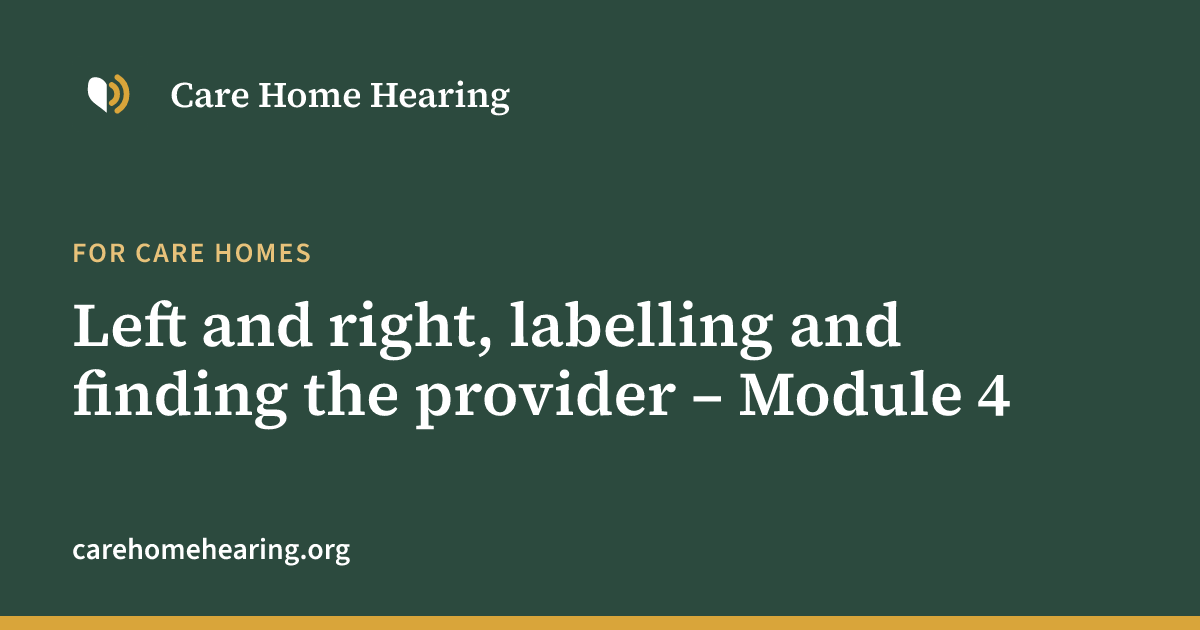 Care Home Hearing
FOR CARE HOMES
Left and right, labelling and
finding the provider – Module 4
carehomehearing.org